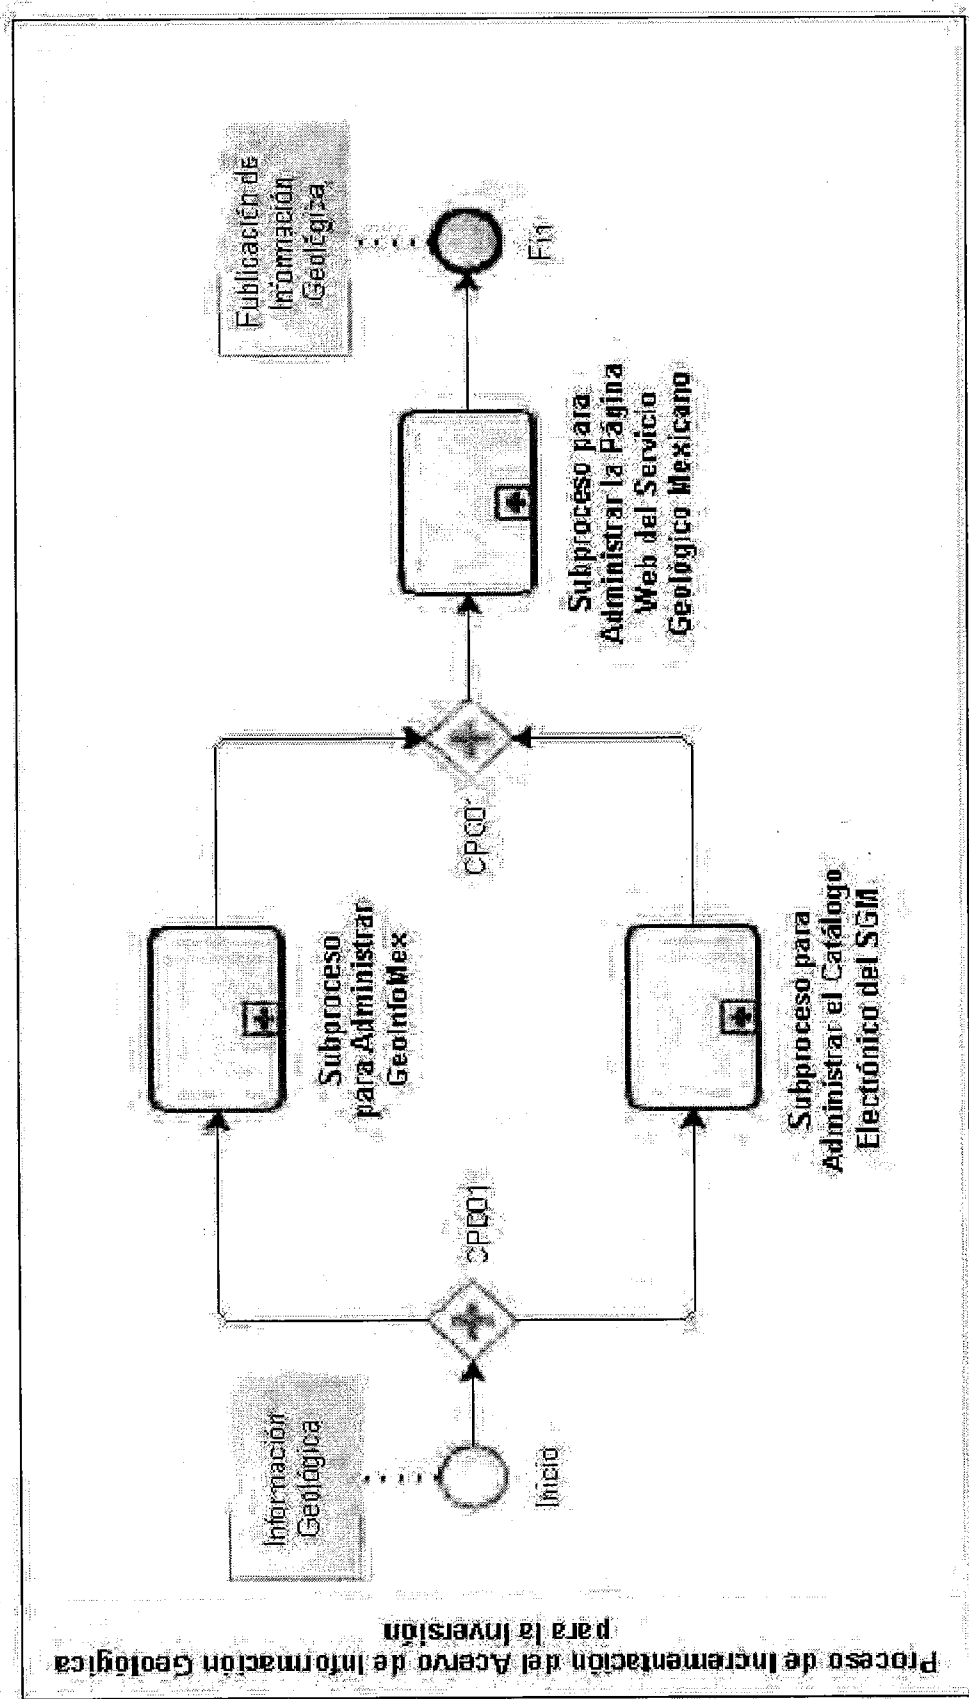 Proceso de Incrementación del Acervo de Información Geológica
para la Inversión
Información
Geológica
Inicio
CPC01
Subproceso
para Administrar
GeoInfoMex
Subproceso para
Administrar el Catálogo
Electrónico del SGM
CPC01
Subproceso para
Administrar la Página
Web del Servicio
Geológico Mexicano
Publicación de
Información
Geológica
Fin